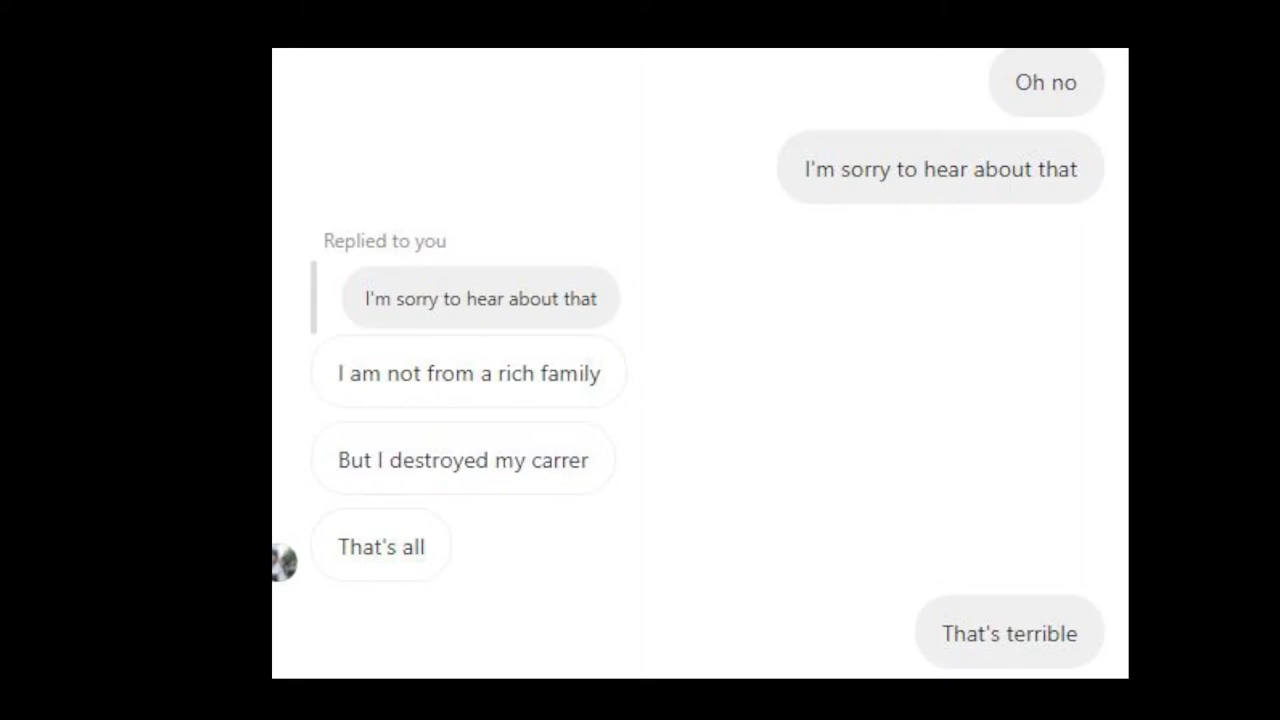 Oh no
I'm sorry to hear about that
Replied to you
I'm sorry to hear about that
I am not from a rich family
But I destroyed my carrer
That's all
That's terrible